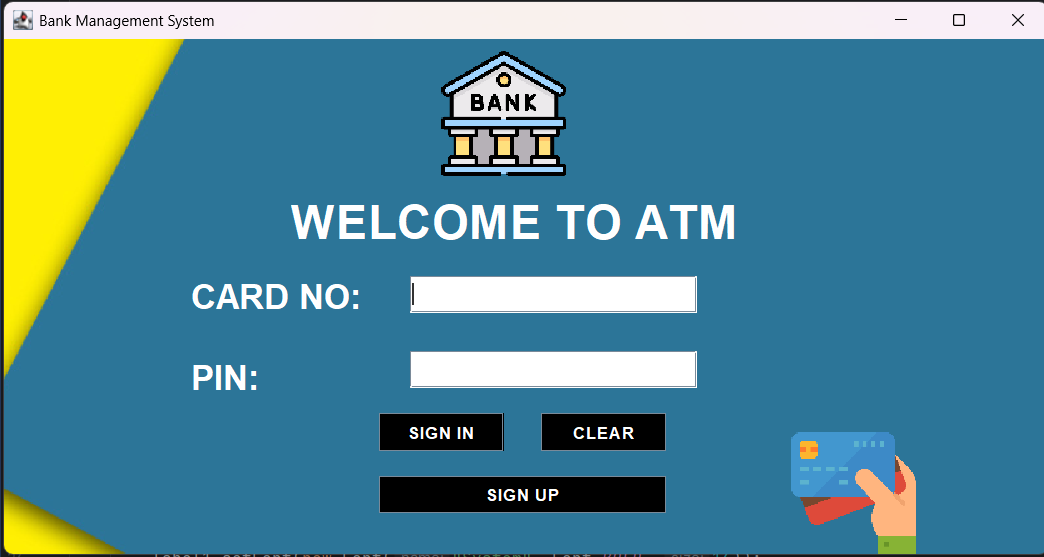 Bank Management System
BANK
WELCOME TO ATM
CARD NO:
PIN:
SIGN IN
CLEAR
SIGN UP